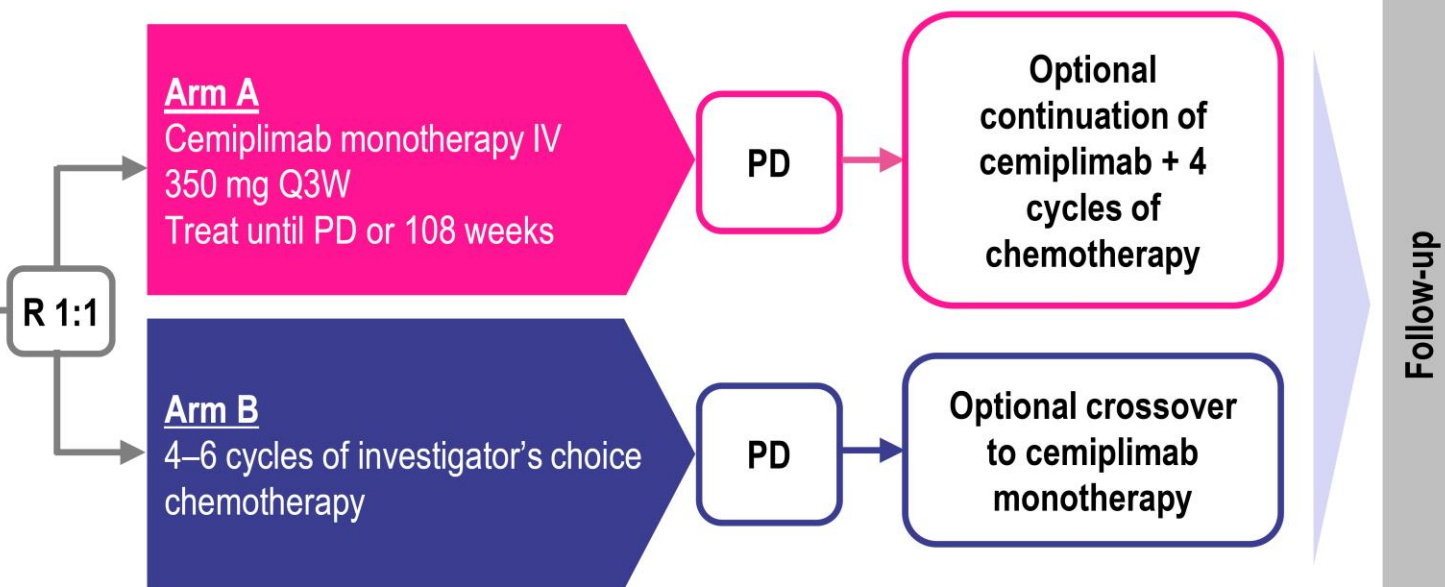 R 1:1
Arm A
Cemiplimab monotherapy IV
350 mg Q3W
Treat until PD or 108 weeks
PD
Optional
continuation of
cemiplimab + 4
cycles of
chemotherapy
Arm B
4–6 cycles of investigator’s choice
chemotherapy
PD
Optional crossover
to cemiplimab
monotherapy
Follow-up